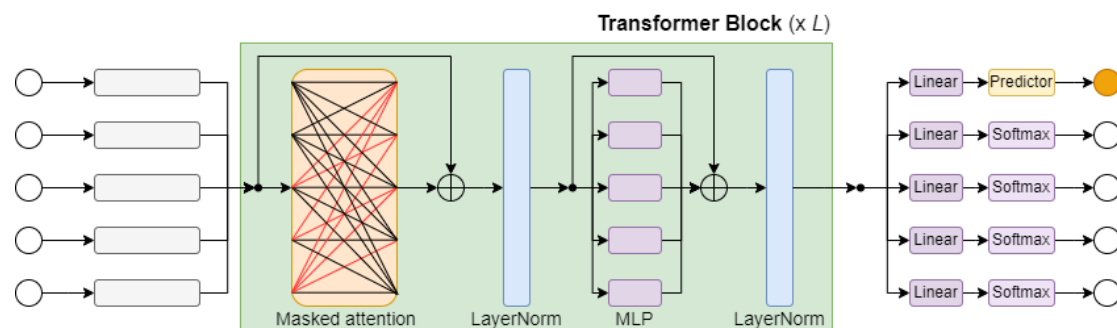 Transformer Block (x L)
Linear
Predictor
Linear
Softmax
Linear
Softmax
Linear
Softmax
Linear
Softmax
Masked attention
LayerNorm
MLP
LayerNorm